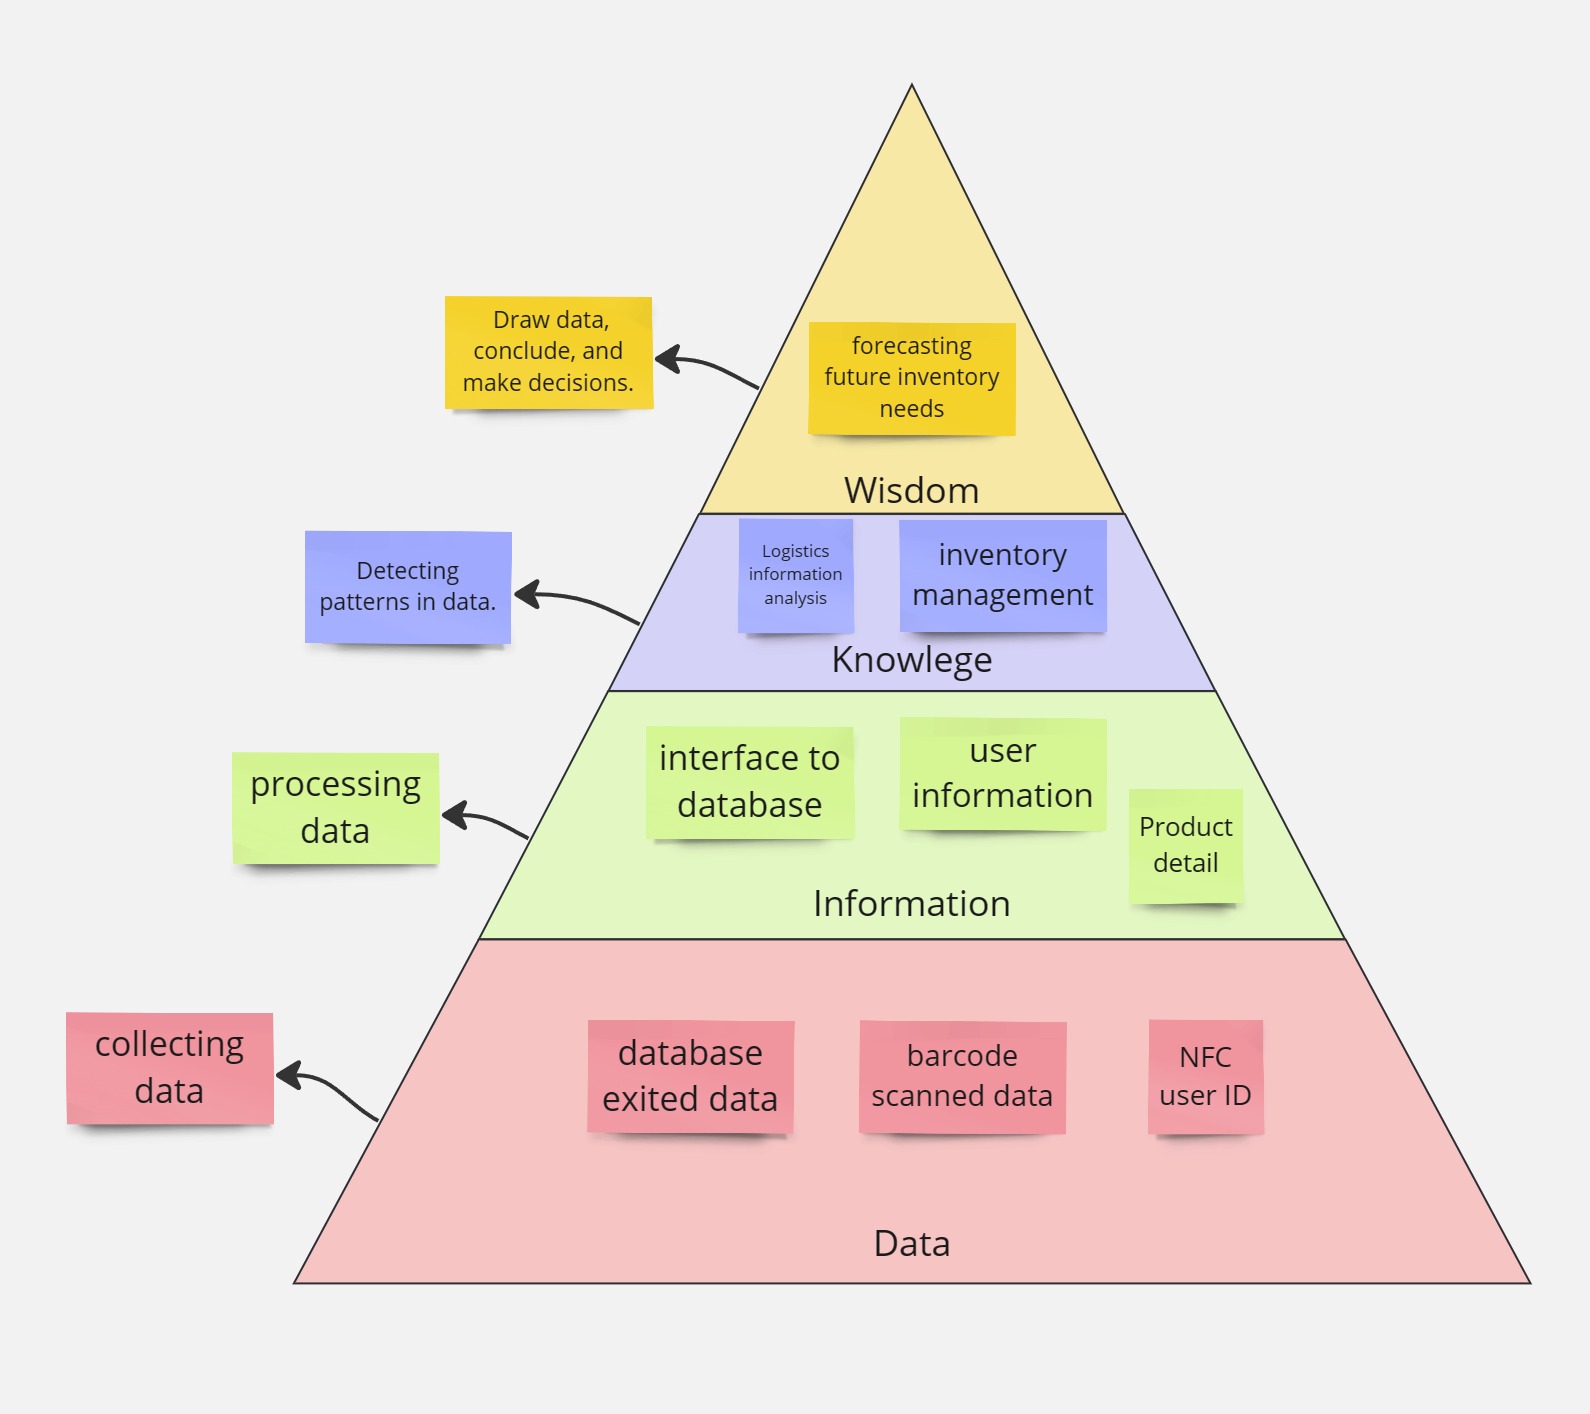 Draw data,
conclude, and
make decisions.
forecasting
future inventory
needs
Wisdom
Detecting
patterns in data.
Logistics
information
analysis
inventory
management
Knowlege
processing
data
interface to
database
user
information
Product
detail
Information
collecting
data
database
exited data
barcode
scanned data
NFC
user ID
Data